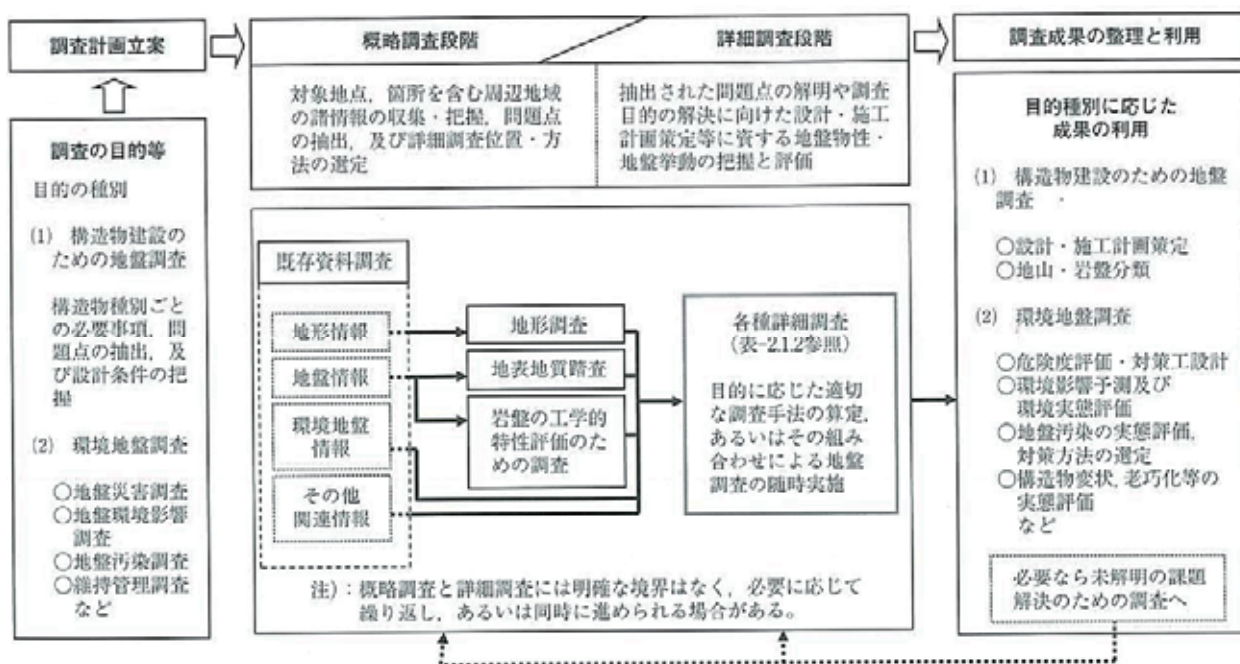 調査計画立案
調査の目的等
目的の種別
(1) 構造物建設の
ための地盤調査
構造物種別ごと
の必要事項，問
題点の抽出，及
び設計条件の把
握
(2) 環境地盤調査
○地盤災害調査
○地盤環境影響
調査
○地盤汚染調査
○維持管理調査
など
概略調査段階
詳細調査段階
対象地点，箇所を含む周辺地域
の諸情報の収集・把握，問題点
の抽出，及び詳細調査位置・方
法の選定
抽出された問題点の解明や調査
目的の解決に向けた設計・施工
計画策定等に資する地盤物性・
地盤挙動の把握と評価
既存資料調査
地形情報
地盤情報
環境地盤
情報
その他
関連情報
地形調査
地表地質踏査
岩盤の工学的
特性評価のた
めの調査
各種詳細調査
(表-2.1.2参照)
目的に応じた適切
な調査手法の算定，
あるいはその組み
合わせによる地盤
調査の随時実施
注)：概略調査と詳細調査には明確な境界はなく，必要に応じて
繰り返し，あるいは同時に進められる場合がある。
調査成果の整理と利用
目的種別に応じた
成果の利用
(1) 構造物建設のための地盤
調査
○設計・施工計画策定
○地山・岩盤分類
(2) 環境地盤調査
○危険度評価・対策工設計
○環境影響予測及び
環境実態評価
○地盤汚染の実態評価，
対策方法の選定
○構造物変状，老巧化等の
実態評価
など
必要なら未解明の課題
解決のための調査へ